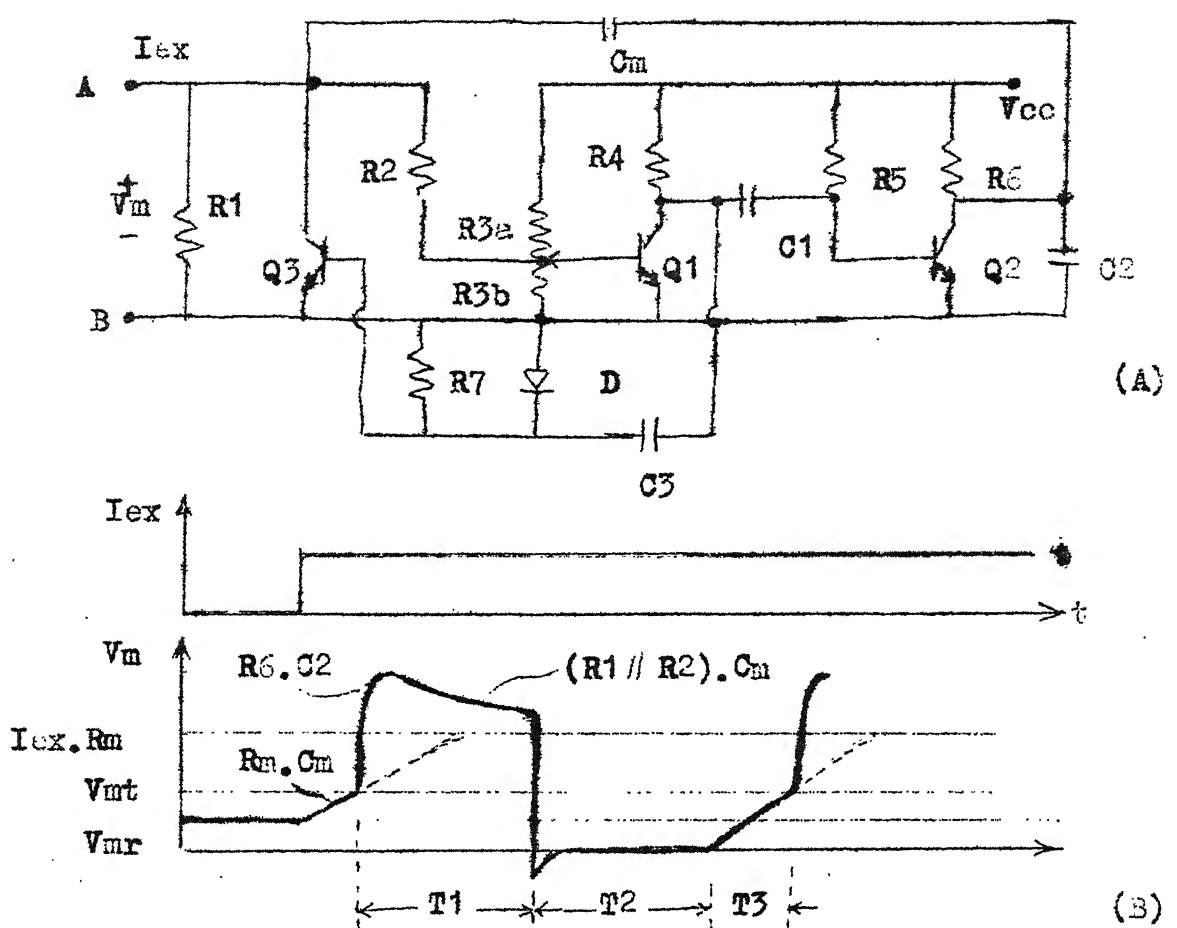 Iex
Cm
A
Vcc
R2
R4
R5
R6
+
Vm
-
R1
R3a
Q3
Q1
C1
Q2
C2
R3b
B
R7
D
(A)
C3
Iex
t
Vm
R6.C2
(R1 // R2).Cm
Iex.Rm
Rm.Cm
Vmt
Vmr
T1
T2
T3
(B)